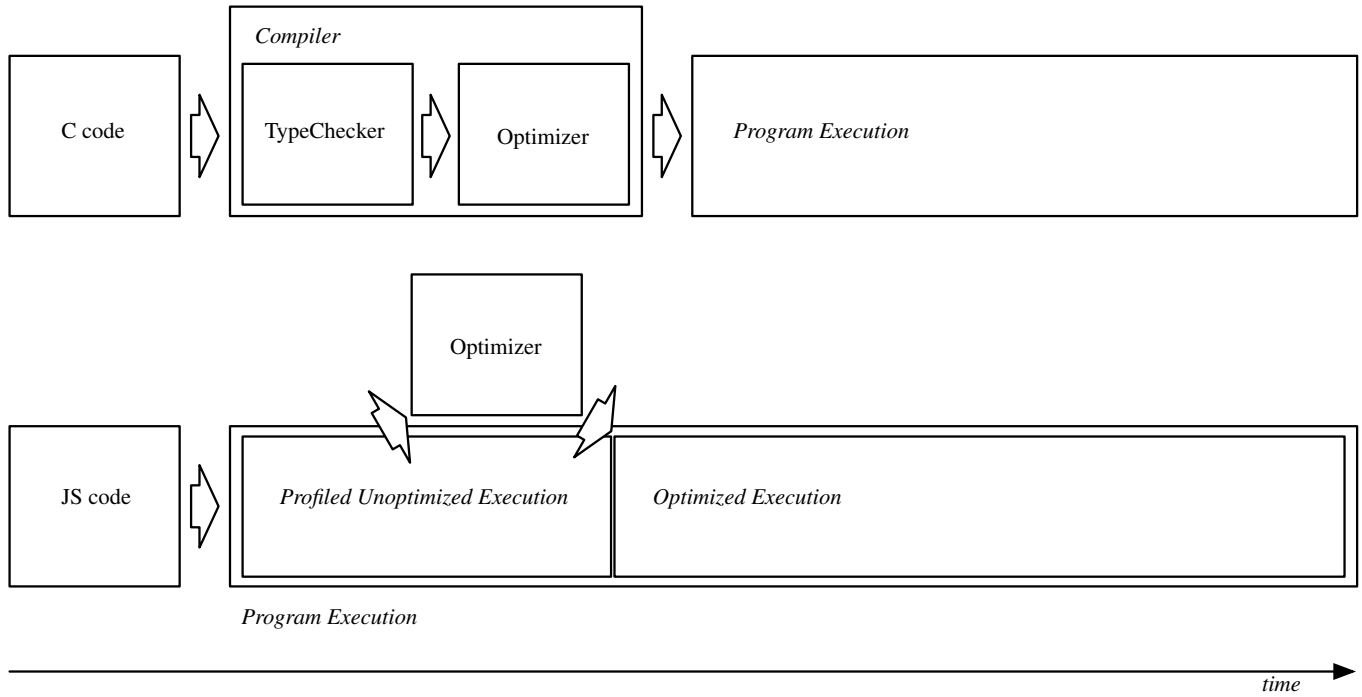 Compiler
C code
TypeChecker
Optimizer
Program Execution
Optimizer
JS code
Profiled Unoptimized Execution
Optimized Execution
Program Execution
time